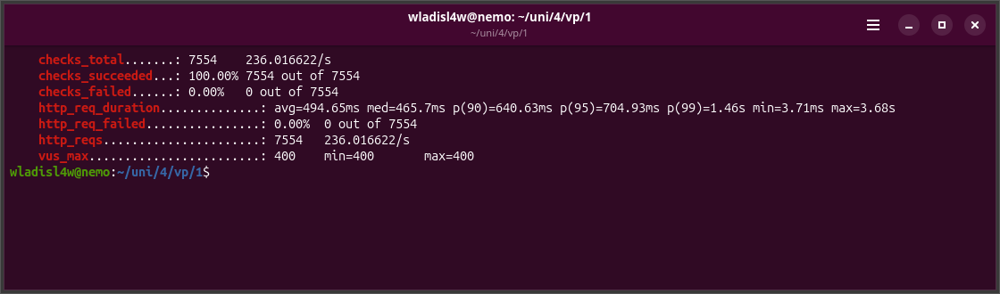 wladisl4w@nemo: ~/uni/4/vp/1
~/uni/4/vp/1
checks_total.......: 7554    236.016622/s
checks_succeeded...: 100.00% 7554 out of 7554
checks_failed......: 0.00%   0 out of 7554
http_req_duration..............: avg=494.65ms med=465.7ms p(90)=640.63ms p(95)=704.93ms p(99)=1.46s min=3.71ms max=3.68s
http_req_failed................: 0.00%  0 out of 7554
http_reqs......................: 7554   236.016622/s
vus_max........................: 400    min=400       max=400
wladisl4w@nemo:~/uni/4/vp/1$